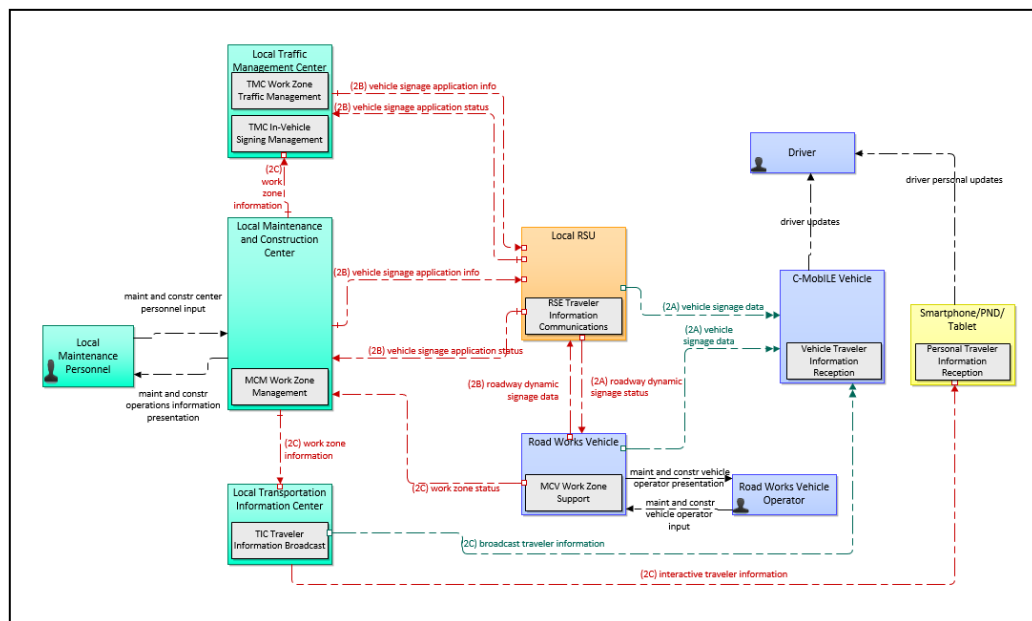 Local Traffic
Management Center
TMC Work Zone
Traffic Management
TMC In-Vehicle
Signing Management
(2B) vehicle signage application info
(2B) vehicle signage application status
(2C)
work
zone
information
Local Maintenance
and Construction
Center
MCM Work Zone
Management
maint and constr center
personnel input
Local
Maintenance
Personnel
maint and constr
operations information
presentation
(2B) vehicle signage application info
(2B) vehicle signage application status
Local RSU
RSE Traveler
Information
Communications
Driver
driver updates
driver personal updates
C-MobILE Vehicle
Vehicle Traveler
Information
Reception
Smartphone/PND/
Tablet
Personal Traveler
Information
Reception
(2A) vehicle signage data
(2A) vehicle
signage data
(2B) roadway dynamic
signage data
(2A) roadway dynamic
signage status
(2C) work zone
information
(2C) work zone status
Road Works Vehicle
MCV Work Zone
Support
maint and constr vehicle
operator presentation
maint and constr
vehicle operator
input
Road Works Vehicle
Operator
Local Transportation
Information Center
TIC Traveler
Information Broadcast
(2C) broadcast traveler information
(2C) interactive traveler information